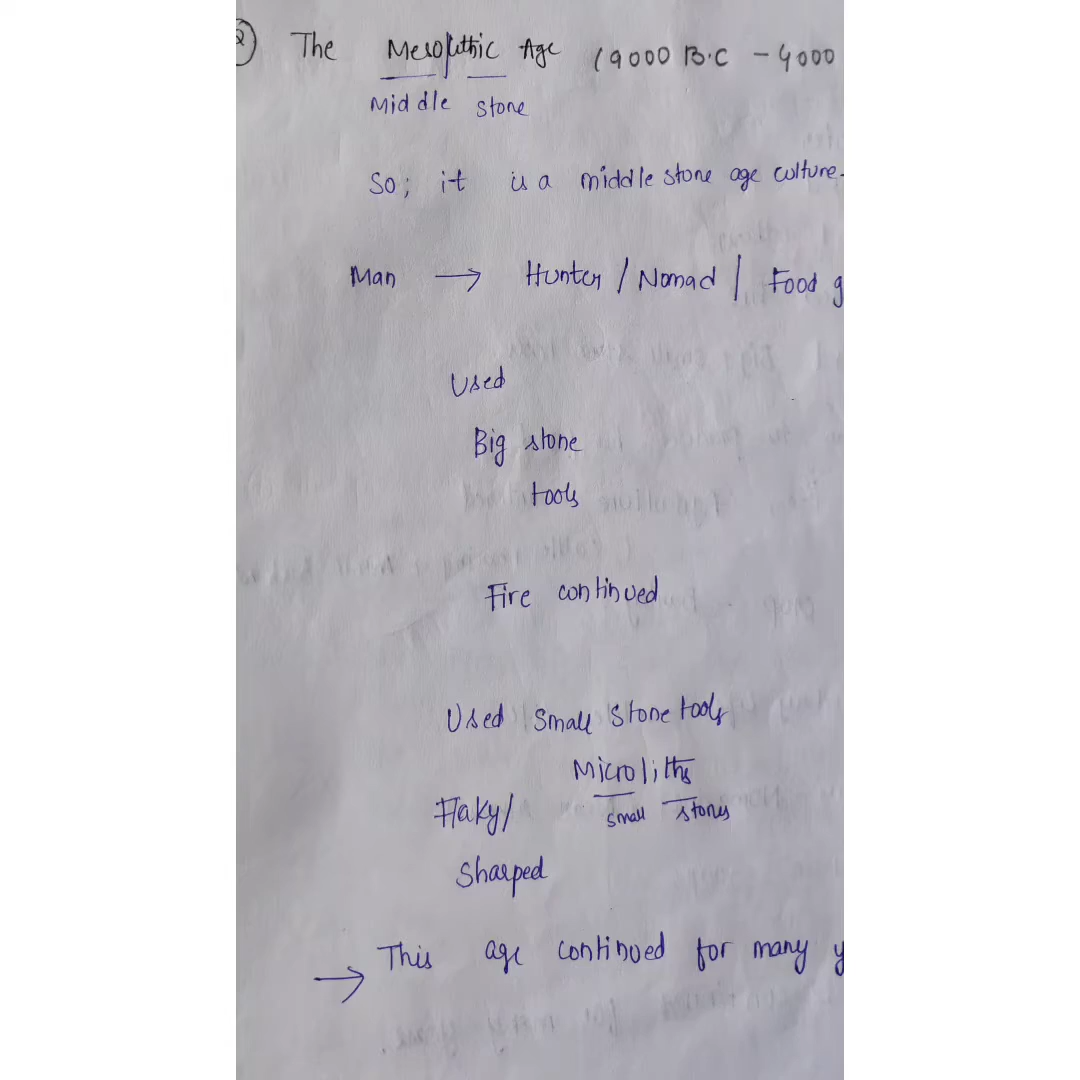 2) The Mesolithic Age (9000 B.C - 4000
Middle stone
So; it is a middle stone age culture.
Man → Hunter / Nomad / Food g
Used
Big stone
tools
Fire continued
Used Small Stone tools
Microliths
Flaky/ small stones
Sharped
→ This age continued for many y